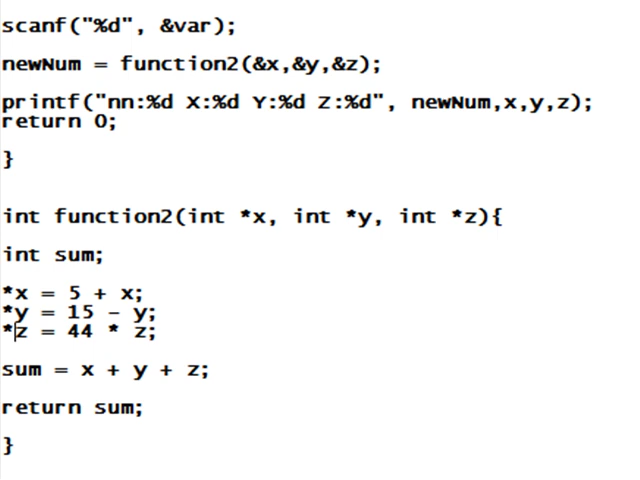 scanf("%d", &var);
newNum = function2(&x,&y,&z);
printf("nn:%d X:%d Y:%d Z:%d", newNum,x,y,z);
return 0;
}
int function2(int *x, int *y, int *z){
int sum;
*x = 5 + x;
*y = 15 - y;
*z = 44 * z;
sum = x + y + z;
return sum;
}